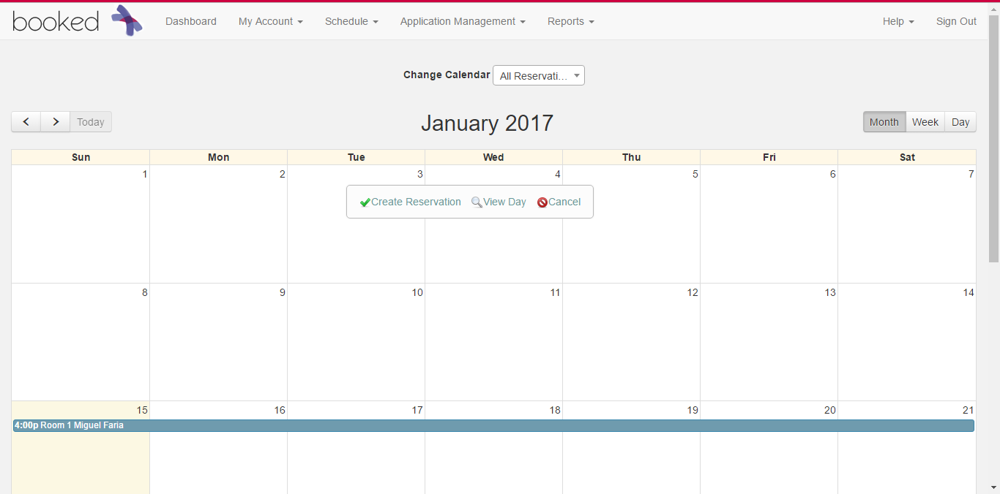 booked Dashboard My Account Schedule Application Management Reports Help Sign Out
Change Calendar All Reservati...
Today January 2017 Month Week Day
Sun Mon Tue Wed Thu Fri Sat
1 2 3 4 5 6 7
Create Reservation View Day Cancel
8 9 10 11 12 13 14
15 16 17 18 19 20 21
4:00p Room 1 Miguel Faria